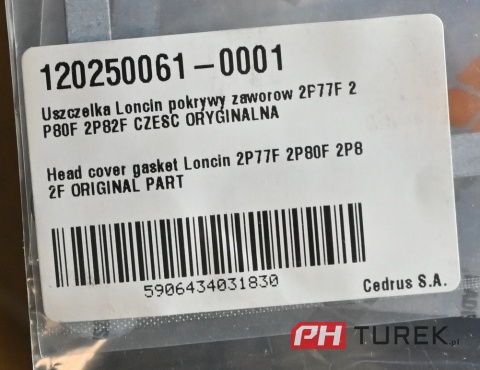 120250061-0001
Uszczelka Loncin pokrywy zaworow 2P77F 2
P80F 2P82F CZESC ORYGINALNA
Head cover gasket Loncin 2P77F 2P80F 2P8
2F ORIGINAL PART
5906434031830
Cedrus S.A.
PH TUREK.pl